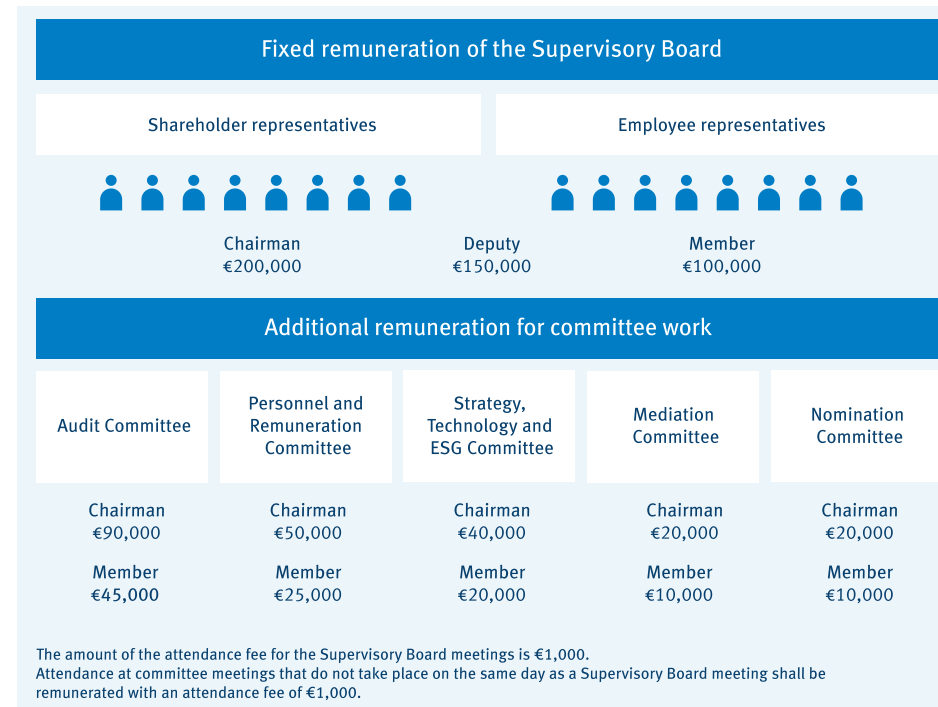 Fixed remuneration of the Supervisory Board
Shareholder representatives
Employee representatives
Chairman
€200,000
Deputy
€150,000
Member
€100,000
Additional remuneration for committee work
Audit Committee
Personnel and
Remuneration
Committee
Strategy,
Technology and
ESG Committee
Mediation
Committee
Nomination
Committee
Chairman
€90,000
Chairman
€50,000
Chairman
€40,000
Chairman
€20,000
Chairman
€20,000
Member
€45,000
Member
€25,000
Member
€20,000
Member
€10,000
Member
€10,000
The amount of the attendance fee for the Supervisory Board meetings is €1,000.
Attendance at committee meetings that do not take place on the same day as a Supervisory Board meeting shall be
remunerated with an attendance fee of €1,000.